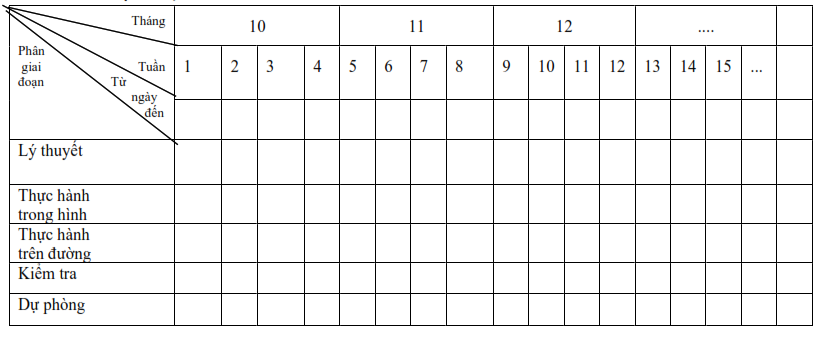 Tháng
10 11 12 ....
Phân
giai
đoạn
Tuần
1 2 3 4 5 6 7 8 9 10 11 12 13 14 15 ...
Từ
ngày
đến
Lý thuyết
Thực hành
trong hình
Thực hành
trên đường
Kiểm tra
Dự phòng